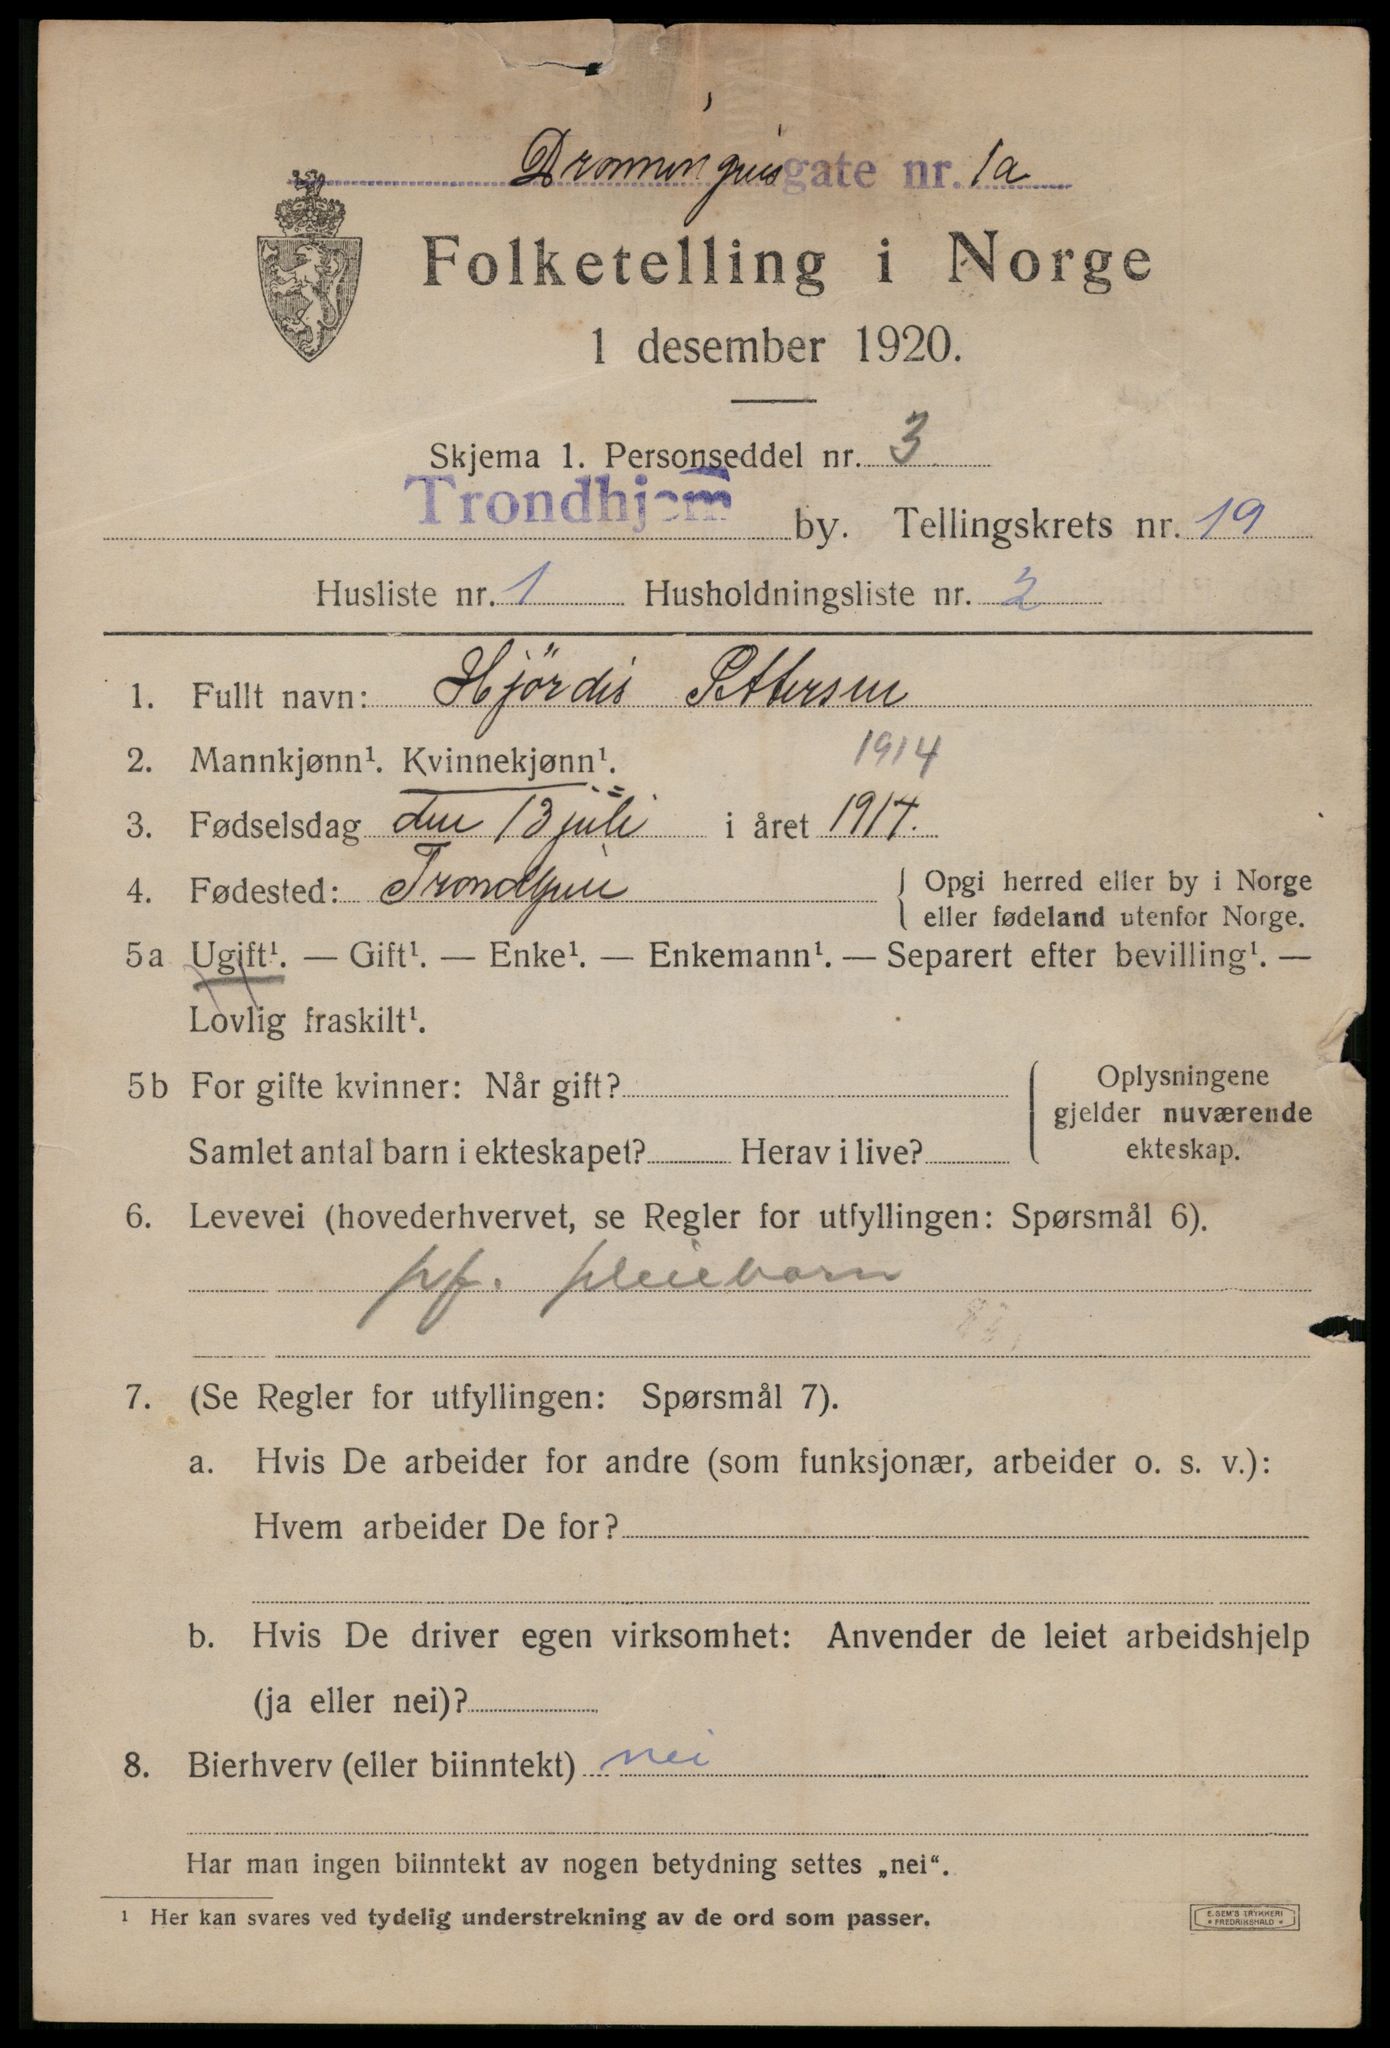 Dronningens gate nr. 1a
Folketelling i Norge
1 desember 1920.
Skjema 1. Personseddel nr. 3
Trondhjem by. Tellingskrets nr. 19
Husliste nr. 1 Husholdningsliste nr. 2
1. Fullt navn: Hjördis Pettersen
2. Mannkjønn¹. Kvinnekjønn¹. 1914
3. Fødselsdag den 13 juli i året 1914.
4. Fødested: Trondhjem { Opgi herred eller by i Norge
eller fødeland utenfor Norge.
5a Ugift¹. — Gift¹. — Enke¹. — Enkemann¹. — Separert efter bevilling¹. —
Lovlig fraskilt¹.
5b For gifte kvinner: Når gift? { Oplysningene
gjelder nuværende
Samlet antal barn i ekteskapet? Herav i live? ekteskap.
6. Levevei (hovederhvervet, se Regler for utfyllingen: Spørsmål 6).
pf. pleiebarn
7. (Se Regler for utfyllingen: Spørsmål 7).
a. Hvis De arbeider for andre (som funksjonær, arbeider o. s. v.):
Hvem arbeider De for?
b. Hvis De driver egen virksomhet: Anvender de leiet arbeidshjelp
(ja eller nei)?
8. Bierhverv (eller biinntekt) nei
Har man ingen biinntekt av nogen betydning settes „nei“.
¹ Her kan svares ved tydelig understrekning av de ord som passer.
E. SEM'S TRYKKERI
* FREDRIKSHALD *